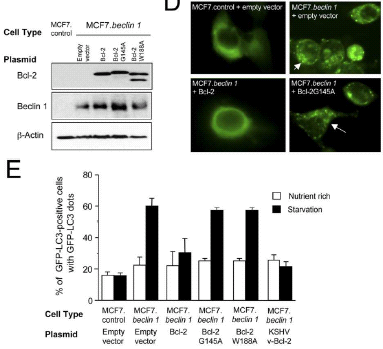 Cell Type
MCF7. control
MCF7.beclin 1
Plasmid
Empty vector
Bcl-2
Bcl-2 G145A
Bcl-2 W188A
Bcl-2
Beclin 1
β-Actin
D
MCF7.control + empty vector
MCF7.beclin 1
+ empty vector
MCF7.beclin 1
+ Bcl-2
MCF7.beclin 1
+ Bcl-2G145A
E
% of GFP-LC3-positive cells
with GFP-LC3 dots
80
60
40
20
0
Nutrient rich
Starvation
Cell Type
MCF7. control
MCF7. beclin 1
MCF7. beclin 1
MCF7. beclin 1
MCF7. beclin 1
MCF7. beclin 1
Plasmid
Empty vector
Empty vector
Bcl-2
Bcl-2 G145A
Bcl-2 W188A
KSHV v-Bcl-2